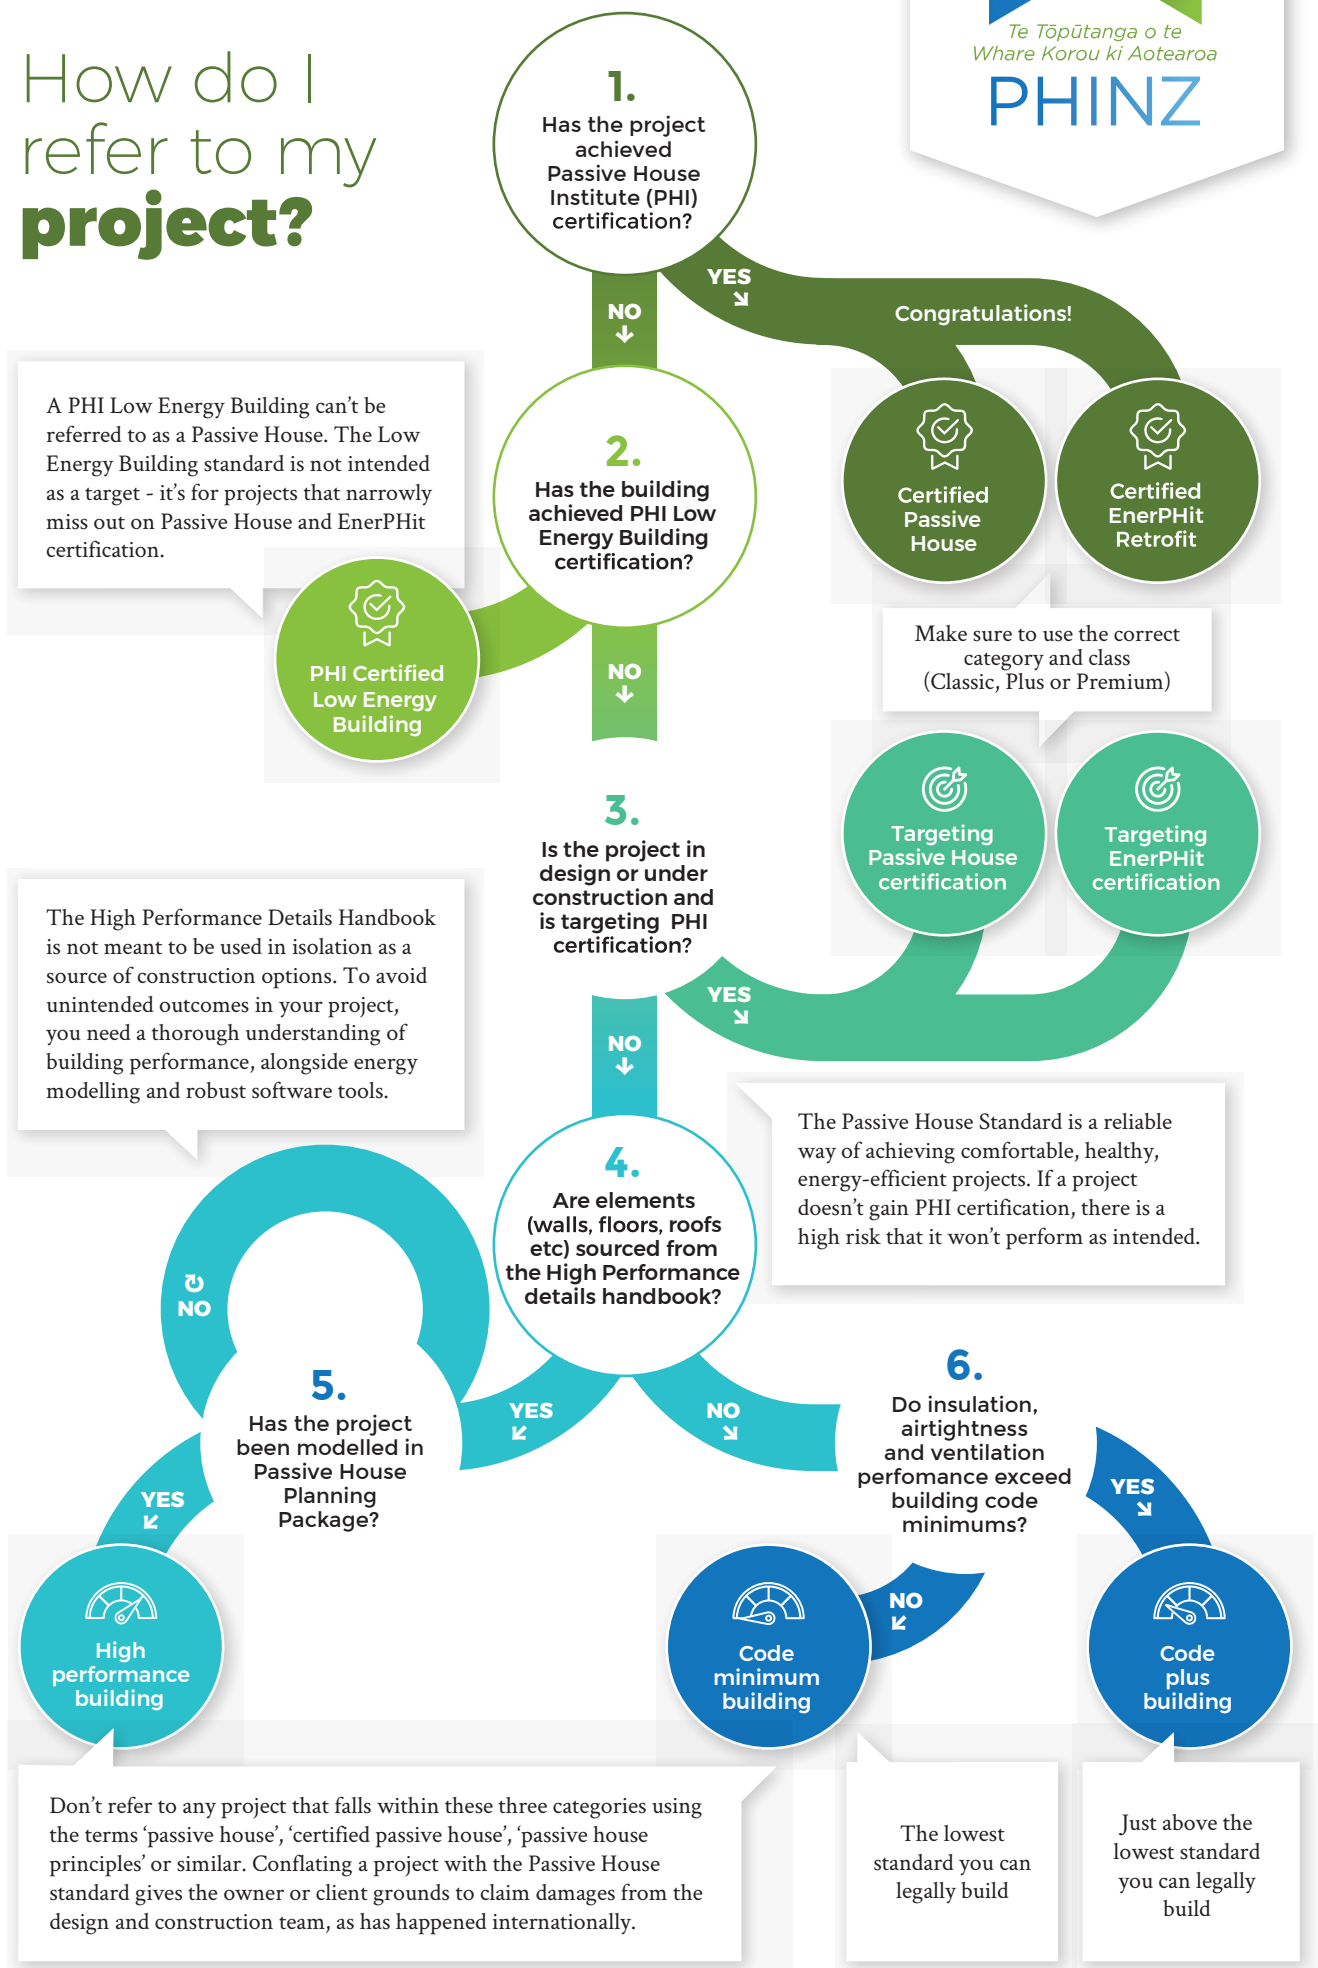 How do I
refer to my
project?
Te Tōpūtanga o te
Whare Korou ki Aotearoa
PHINZ
1.
Has the project
achieved
Passive House
Institute (PHI)
certification?
YES
NO
Congratulations!
A PHI Low Energy Building can't be
referred to as a Passive House. The Low
Energy Building standard is not intended
as a target - it's for projects that narrowly
miss out on Passive House and EnerPHit
certification.
2.
Has the building
achieved PHI Low
Energy Building
certification?
Certified
Passive
House
Certified
EnerPHit
Retrofit
PHI Certified
Low Energy
Building
NO
Make sure to use the correct
category and class
(Classic, Plus or Premium)
3.
Is the project in
design or under
construction and
is targeting PHI
certification?
Targeting
Passive House
certification
Targeting
EnerPHit
certification
YES
NO
The High Performance Details Handbook
is not meant to be used in isolation as a
source of construction options. To avoid
unintended outcomes in your project,
you need a thorough understanding of
building performance, alongside energy
modelling and robust software tools.
The Passive House Standard is a reliable
way of achieving comfortable, healthy,
energy-efficient projects. If a project
doesn't gain PHI certification, there is a
high risk that it won't perform as intended.
4.
Are elements
(walls, floors, roofs
etc) sourced from
the High Performance
details handbook?
NO
YES
NO
5.
Has the project
been modelled in
Passive House
Planning
Package?
6.
Do insulation,
airtightness
and ventilation
perfomance exceed
building code
minimums?
YES
YES
NO
High
performance
building
Code
minimum
building
Code
plus
building
Don't refer to any project that falls within these three categories using
the terms 'passive house', 'certified passive house', 'passive house
principles' or similar. Conflating a project with the Passive House
standard gives the owner or client grounds to claim damages from the
design and construction team, as has happened internationally.
The lowest
standard you can
legally build
Just above the
lowest standard
you can legally
build